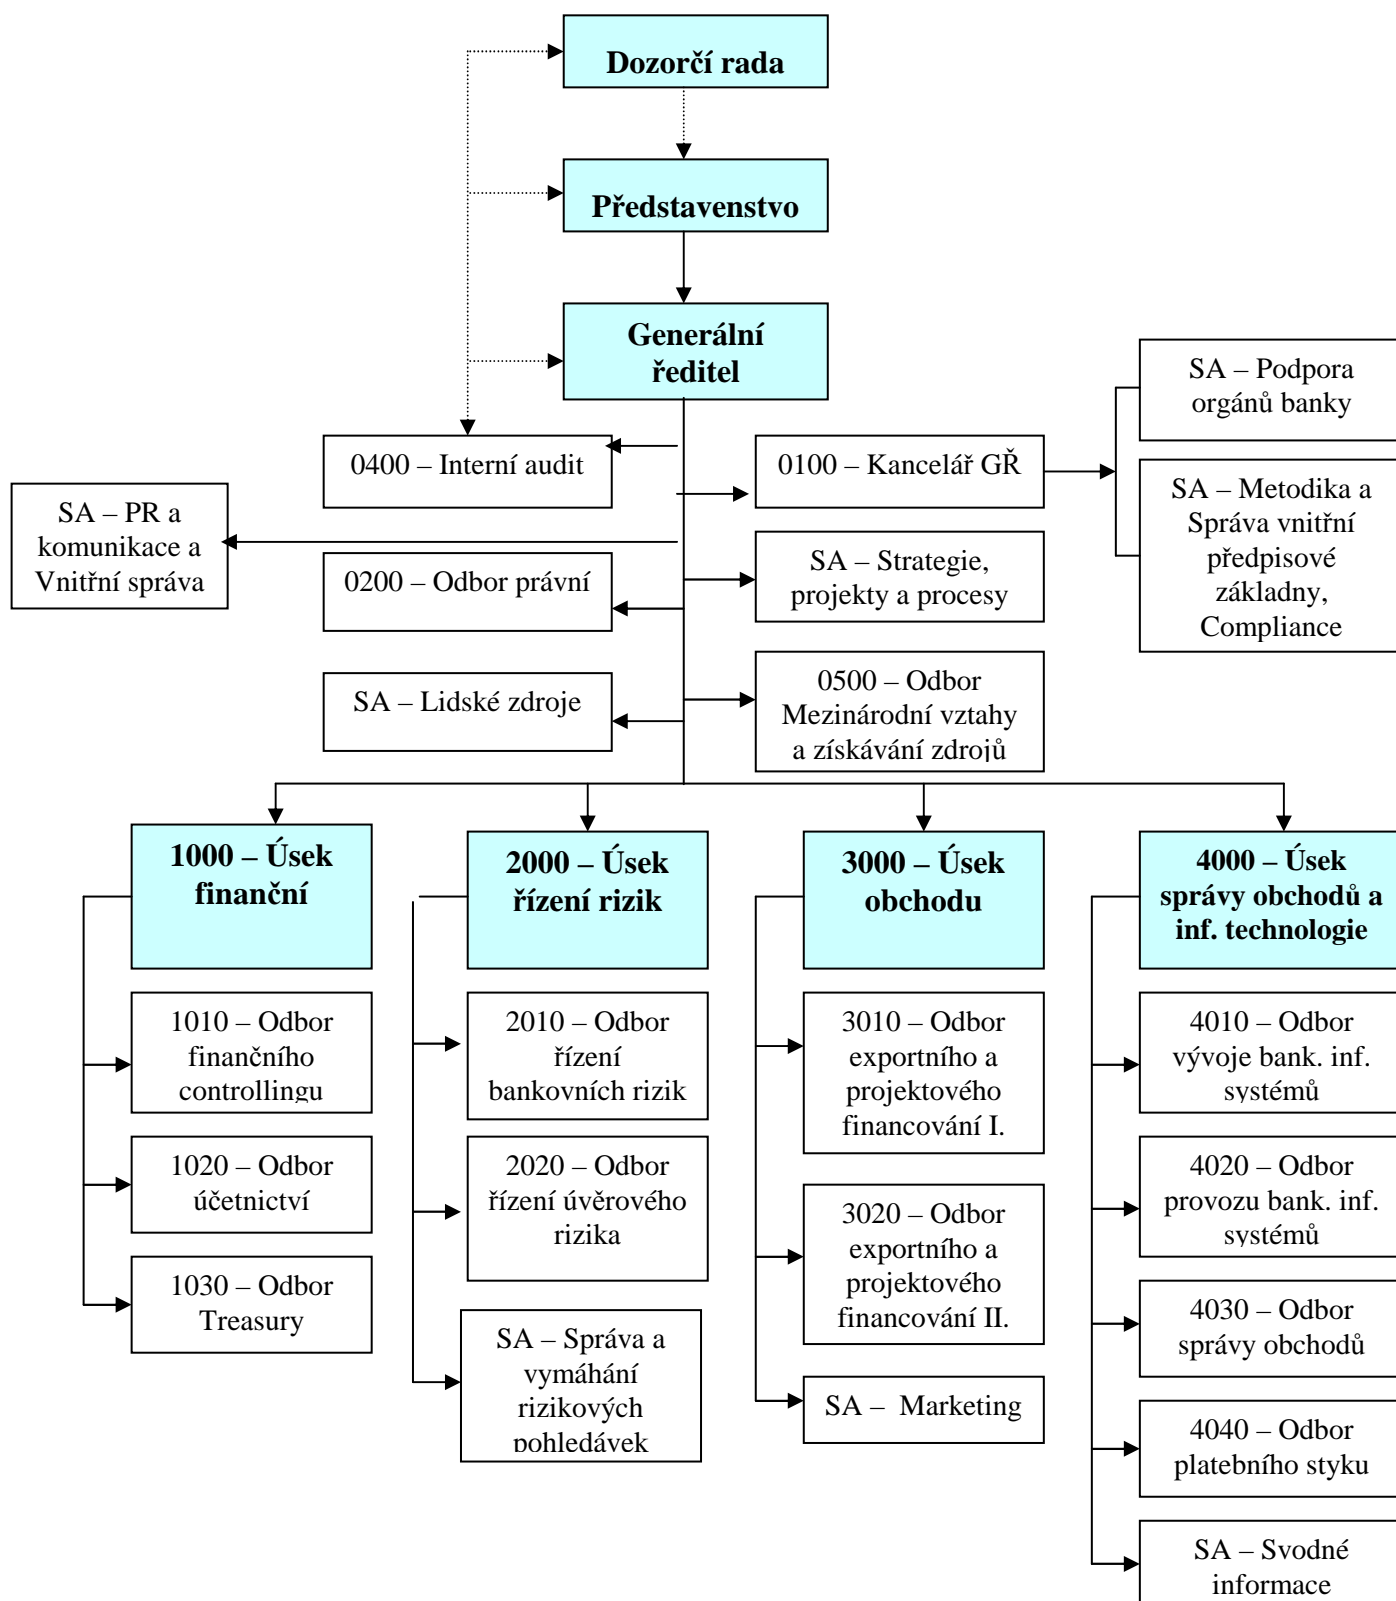 Dozorčí rada
Představenstvo
Generální
ředitel
SA – Podpora
orgánů banky
0400 – Interní audit
0100 – Kancelář GŘ
SA – Metodika a
Správa vnitřní
předpisové
základny,
Compliance
SA – PR a
komunikace a
Vnitřní správa
0200 – Odbor právní
SA – Strategie,
projekty a procesy
SA – Lidské zdroje
0500 – Odbor
Mezinárodní vztahy
a získávání zdrojů
1000 – Úsek
finanční
2000 – Úsek
řízení rizik
3000 – Úsek
obchodu
4000 – Úsek
správy obchodů a
inf. technologie
1010 – Odbor
finančního
controllingu
2010 – Odbor
řízení
bankovních rizik
3010 – Odbor
exportního a
projektového
financování I.
4010 – Odbor
vývoje bank. inf.
systémů
1020 – Odbor
účetnictví
2020 – Odbor
řízení úvěrového
rizika
3020 – Odbor
exportního a
projektového
financování II.
4020 – Odbor
provozu bank. inf.
systémů
1030 – Odbor
Treasury
SA – Správa a
vymáhání
rizikových
pohledávek
SA – Marketing
4030 – Odbor
správy obchodů
4040 – Odbor
platebního styku
SA – Svodné
informace